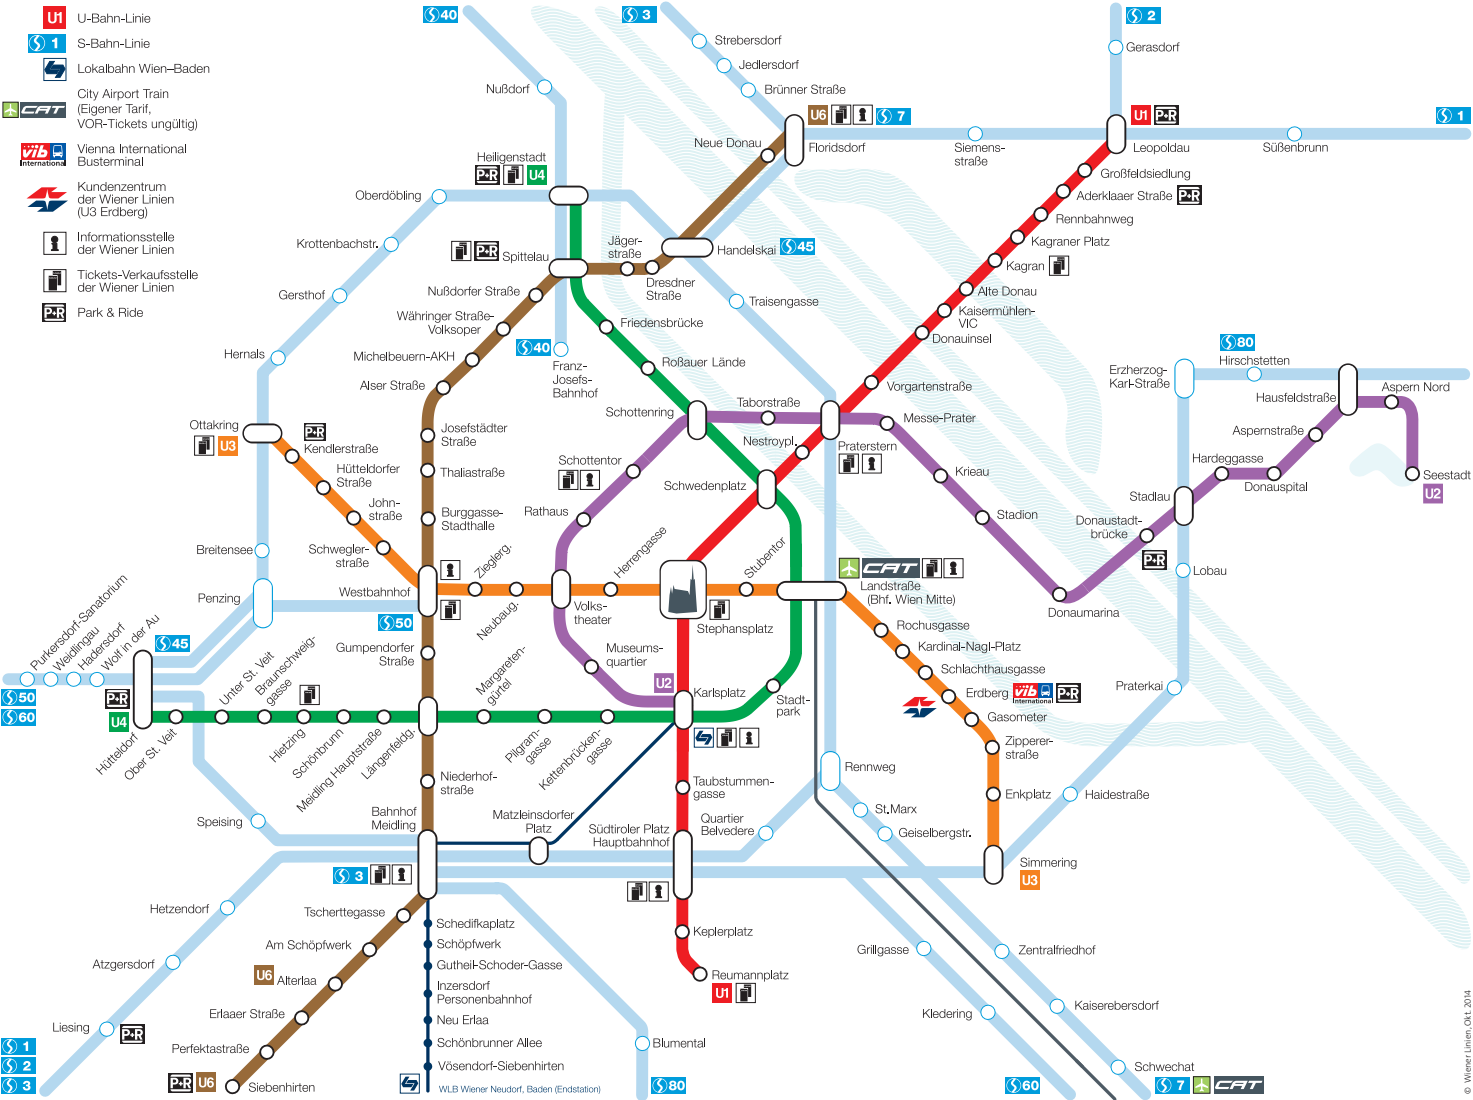 U1 U-Bahn-Linie
S 1 S-Bahn-Linie
Lokalbahn Wien–Baden
City Airport Train
CAT (Eigener Tarif,
VOR-Tickets ungültig)
vib Vienna International
International Busterminal
Kundenzentrum
der Wiener Linien
(U3 Erdberg)
Informationsstelle
der Wiener Linien
Tickets-Verkaufsstelle
der Wiener Linien
P+R Park & Ride
S 40
S 3
S 2
Strebersdorf
Jedlersdorf
Brünner Straße
Gerasdorf
Nußdorf
U6
S 7
U1 P+R
S 1
Neue Donau
Floridsdorf
Siemens-
straße
Leopoldau
Süßenbrunn
Heiligenstadt
P+R U4
Großfeldsiedlung
Aderklaaer Straße P+R
Rennbahnweg
Kagraner Platz
Kagran
Alte Donau
Kaisermühlen-
VIC
Donauinsel
Vorgartenstraße
Oberdöbling
Krottenbachstr.
Gersthof
Hernals
P+R
Spittelau
Jäger-
straße
Dresdner
Straße
Handelskai S 45
Traisengasse
Nußdorfer Straße
Währinger Straße-
Volksoper
Michelbeuern-AKH
Alser Straße
S 40
Franz-
Josefs-
Bahnhof
Friedensbrücke
Roßauer Lände
Schottenring
Taborstraße
Messe-Prater
Nestroypl.
Praterstern
Schwedenplatz
S 80
Hirschstetten
Erzherzog-
Karl-Straße
Hausfeldstraße
Aspern Nord
Aspernstraße
Hardeggasse
Donauspital
Seestadt
U2
Stadlau
Donaustadt-
brücke
P+R
Lobau
Krieau
Stadion
Donaumarina
Ottakring
U3
P+R
Kendlerstraße
Hütteldorfer
Straße
John-
straße
Schwegler-
straße
Josefstädter
Straße
Thaliastraße
Burggasse-
Stadthalle
Schottentor
Rathaus
Breitensee
Penzing
Westbahnhof
S 50
Zieglerg.
Neubaug.
Volks-
theater
Herrengasse
Stephansplatz
Stubentor
CAT
Landstraße
(Bhf. Wien Mitte)
Rochusgasse
Kardinal-Nagl-Platz
Schlachthausgasse
Erdberg vib P+R
International
Gasometer
Zipperer-
straße
Enkplatz
Simmering
U3
Purkersdorf-Sanatorium
Weidlingau
Hadersdorf
Wolf in der Au
S 45
S 50
S 60
P+R
U4
Hütteldorf
Ober St. Veit
Unter St. Veit
Braunschweig-
gasse
Hietzing
Schönbrunn
Meidling Hauptstraße
Längenfeldg.
Gumpendorfer
Straße
Margareten-
gürtel
Pilgram-
gasse
Kettenbrücken-
gasse
Museums-
quartier
U2
Karlsplatz
Stadt-
park
Praterkai
Haidestraße
Niederhof-
straße
Taubstummen-
gasse
Rennweg
St.Marx
Geiselbergstr.
Speising
Bahnhof
Meidling
Matzleinsdorfer
Platz
Südtiroler Platz
Hauptbahnhof
Quartier
Belvedere
S 3
Hetzendorf
Atzgersdorf
Liesing P+R
S 1
S 2
S 3
Tscherttegasse
Am Schöpfwerk
U6 Alterlaa
Erlaaer Straße
Perfektastraße
P+R U6 Siebenhirten
Schedifkaplatz
Schöpfwerk
Gutheil-Schoder-Gasse
Inzersdorf
Personenbahnhof
Neu Erlaa
Schönbrunner Allee
Vösendorf-Siebenhirten
WLB Wiener Neudorf, Baden (Endstation)
Keplerplatz
Reumannplatz
U1
Blumental
S 80
Grillgasse
Kledering
S 60
Zentralfriedhof
Kaiserebersdorf
Schwechat
S 7 CAT
© Wiener Linien, Okt. 2014